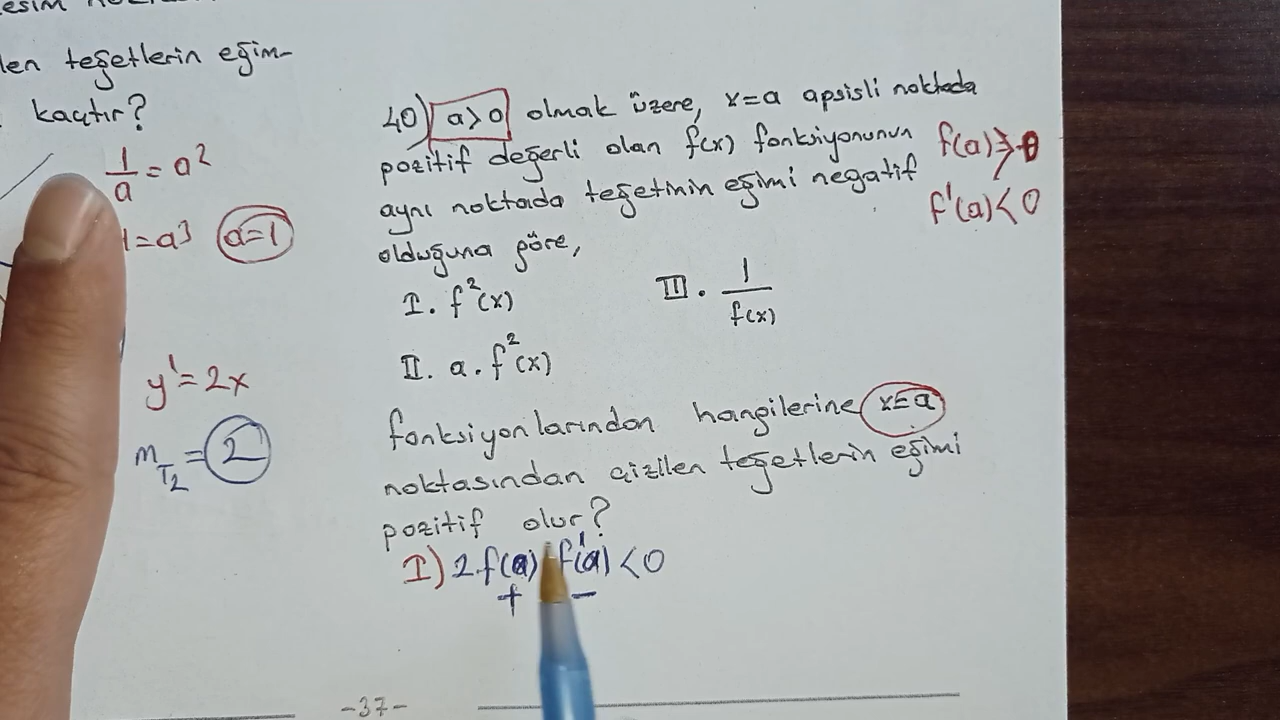 len teğetlerin eğim-
kaçtır?
1/a = a²
1=a³ a=1
y'=2x
m_T2 = 2
40) a>0 olmak üzere, x=a apsisli noktada
pozitif değerli olan f(x) fonksiyonunun
aynı noktada teğetinin eğimi negatif
olduğuna göre,
f(a)>0
f'(a)<0
I. f²(x)
II. a.f²(x)
III. 1/f(x)
fonksiyonlarından hangilerine x=a
noktasından çizilen teğetlerin eğimi
pozitif olur?
I) 2.f(a) f'(a) <0
+ -
-37-